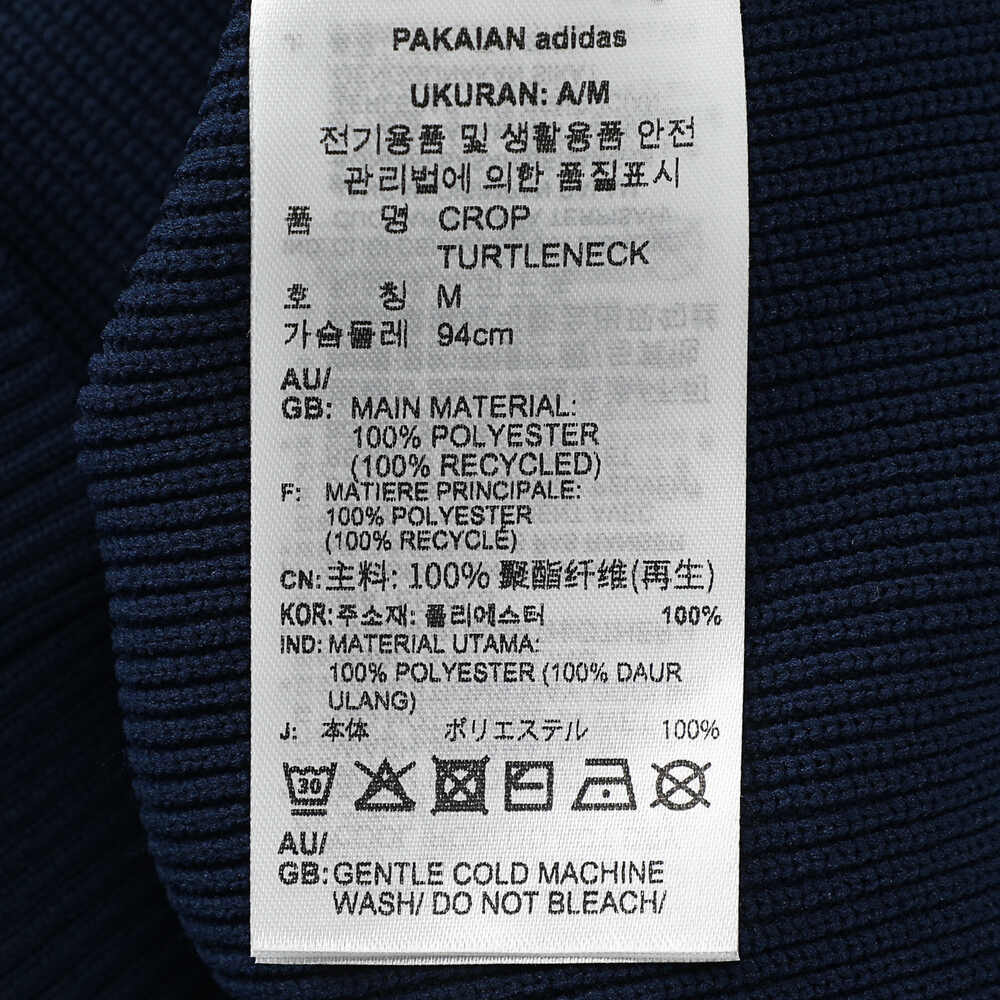 PAKAIAN adidas
UKURAN: A/M
전기용품 및 생활용품 안전
관리법에 의한 품질표시
품 명 CROP
TURTLENECK
호 칭 M
가슴둘레 94cm
AU/
GB: MAIN MATERIAL:
100% POLYESTER
(100% RECYCLED)
F: MATIERE PRINCIPALE:
100% POLYESTER
(100% RECYCLÉ)
CN: 主料: 100% 聚酯纤维(再生)
KOR: 주소재: 폴리에스터 100%
IND: MATERIAL UTAMA:
100% POLYESTER (100% DAUR
ULANG)
J: 本体 ポリエステル 100%
30
AU/
GB: GENTLE COLD MACHINE
WASH/ DO NOT BLEACH/